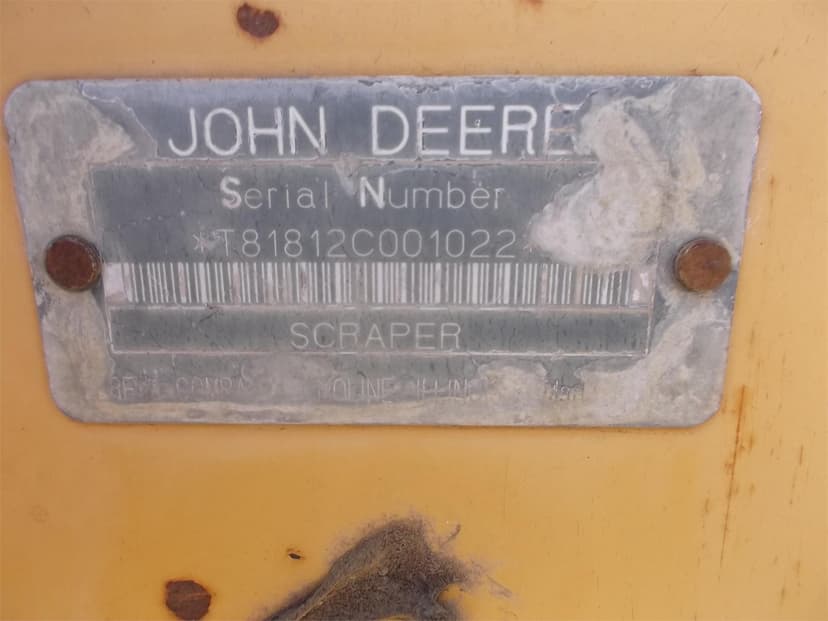 JOHN DEERE
Serial Number
*T81812C001022*
SCRAPER